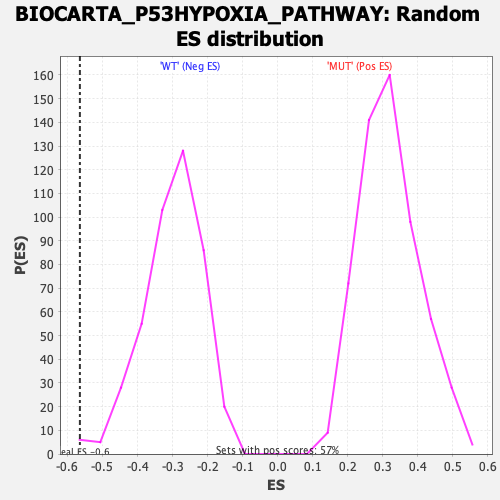 BIOCARTA_P53HYPOXIA_PATHWAY: Random
ES distribution
'WT' (Neg ES)
'MUT' (Pos ES)
160
150
140
130
120
110
100
90
80
70
60
50
40
30
20
10
0
P(ES)
eal ES -0.6
Sets with pos scores: 57%
-0.6 -0.5 -0.4 -0.3 -0.2 -0.1 0.0 0.1 0.2 0.3 0.4 0.5 0.6
ES